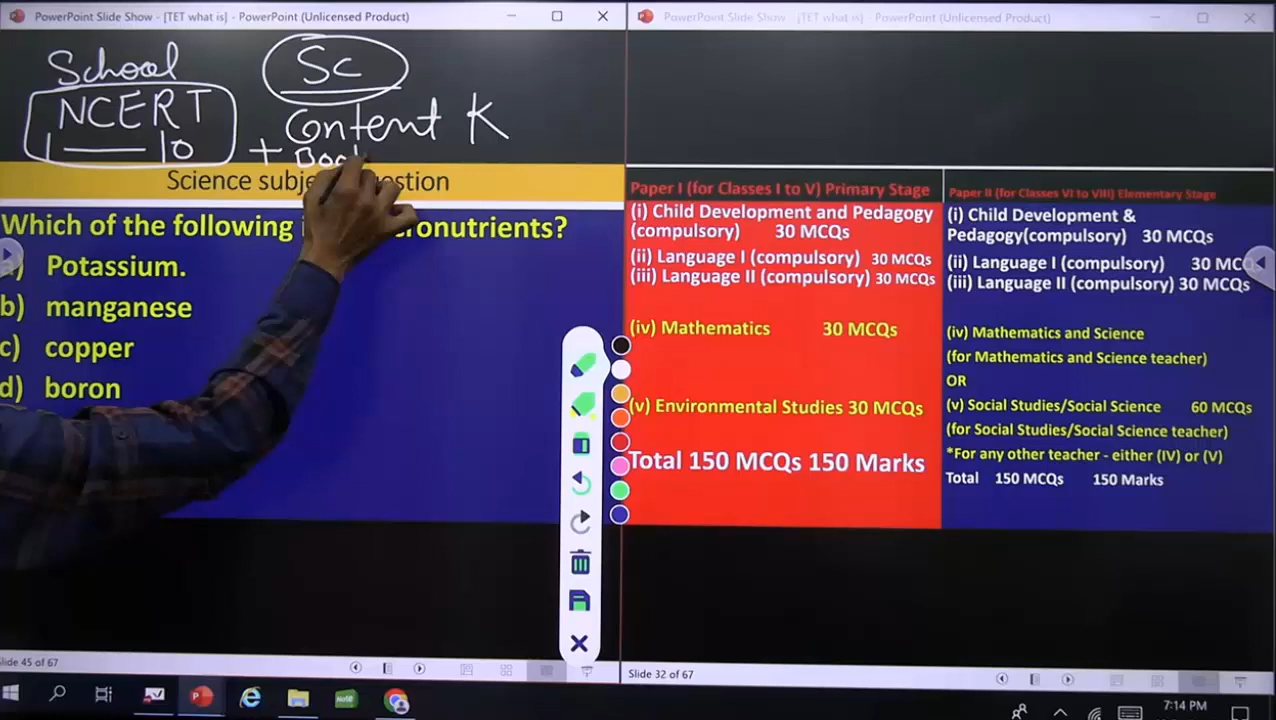 PowerPoint Slide Show - [TET what is] - PowerPoint (Unlicensed Product)
School
NCERT
1 — 10
Sc
Content K
+
Science
Which of the following
Potassium.
b) manganese
c) copper
d) boron
Slide 45 of 67
PowerPoint Slide Show - [TET what is] - PowerPoint (Unlicensed Product)
Paper I (for Classes I to V) Primary Stage
(i) Child Development and Pedagogy
(compulsory) 30 MCQs
(ii) Language I (compulsory) 30 MCQs
(iii) Language II (compulsory) 30 MCQs
(iv) Mathematics 30 MCQs
(v) Environmental Studies 30 MCQs
Total 150 MCQs 150 Marks
Paper II (for Classes VI to VIII) Elementary Stage
(i) Child Development &
Pedagogy(compulsory) 30 MCQs
(ii) Language I (compulsory) 30
(iii) Language II (compulsory) 30 MCQs
(iv) Mathematics and Science
(for Mathematics and Science teacher)
OR
(v) Social Studies/Social Science 60 MCQs
(for Social Studies/Social Science teacher)
*For any other teacher - either (IV) or (V)
Total 150 MCQs 150 Marks
Slide 32 of 67
7:14 PM